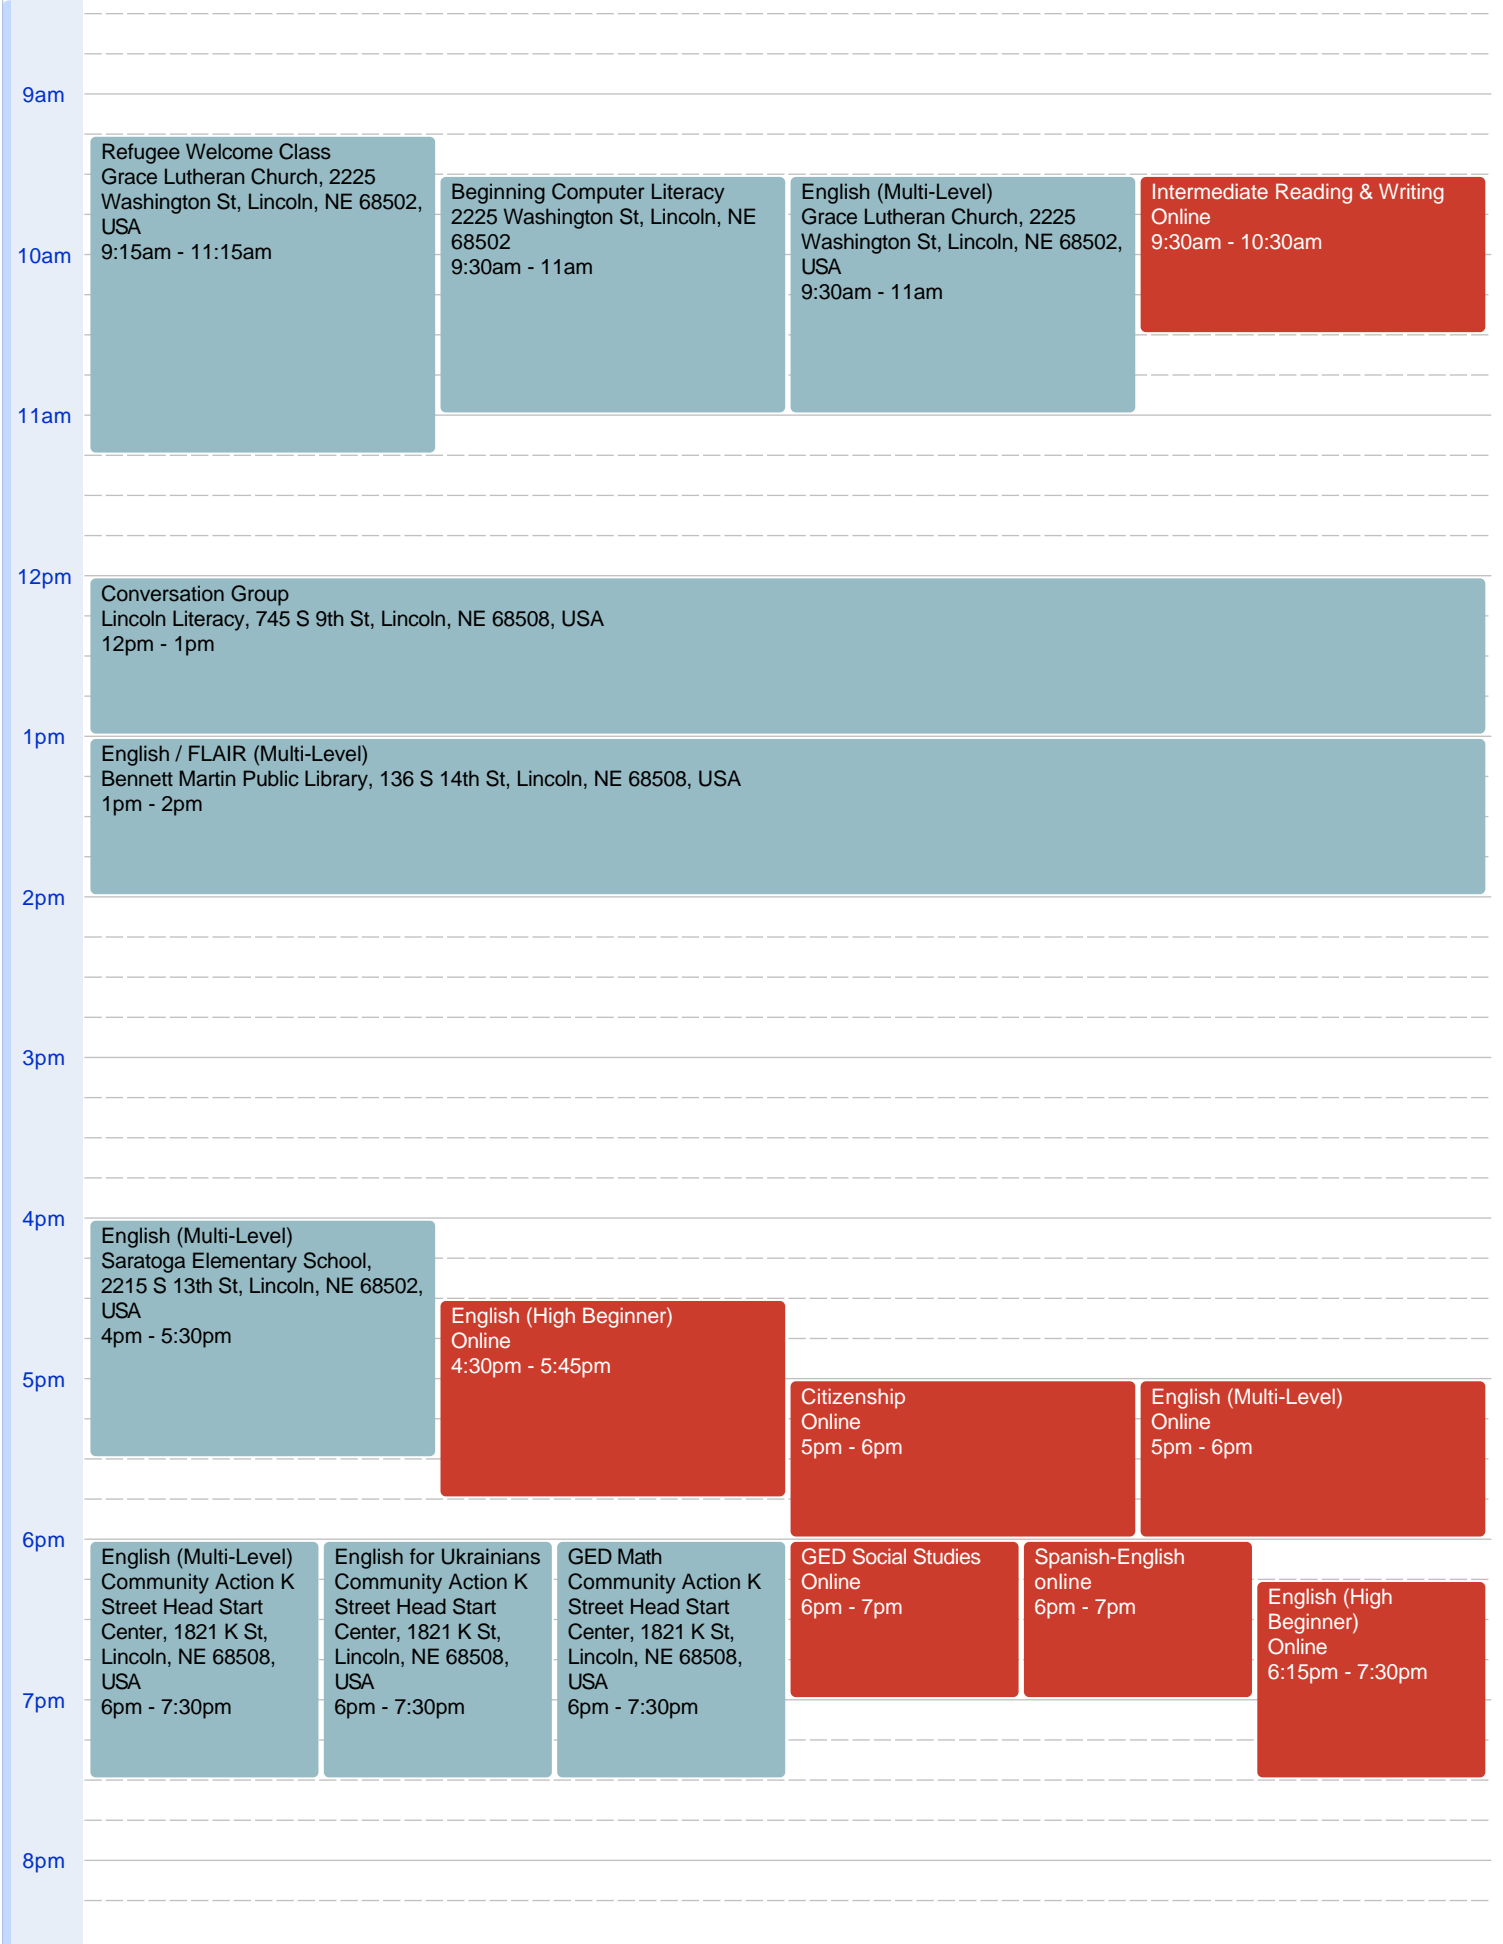 9am
Refugee Welcome Class
Grace Lutheran Church, 2225
Washington St, Lincoln, NE 68502,
USA
9:15am - 11:15am
Beginning Computer Literacy
2225 Washington St, Lincoln, NE
68502
9:30am - 11am
English (Multi-Level)
Grace Lutheran Church, 2225
Washington St, Lincoln, NE 68502,
USA
9:30am - 11am
Intermediate Reading & Writing
Online
9:30am - 10:30am
10am
11am
12pm
Conversation Group
Lincoln Literacy, 745 S 9th St, Lincoln, NE 68508, USA
12pm - 1pm
1pm
English / FLAIR (Multi-Level)
Bennett Martin Public Library, 136 S 14th St, Lincoln, NE 68508, USA
1pm - 2pm
2pm
3pm
4pm
English (Multi-Level)
Saratoga Elementary School,
2215 S 13th St, Lincoln, NE 68502,
USA
4pm - 5:30pm
English (High Beginner)
Online
4:30pm - 5:45pm
5pm
Citizenship
Online
5pm - 6pm
English (Multi-Level)
Online
5pm - 6pm
6pm
English (Multi-Level)
Community Action K
Street Head Start
Center, 1821 K St,
Lincoln, NE 68508,
USA
6pm - 7:30pm
English for Ukrainians
Community Action K
Street Head Start
Center, 1821 K St,
Lincoln, NE 68508,
USA
6pm - 7:30pm
GED Math
Community Action K
Street Head Start
Center, 1821 K St,
Lincoln, NE 68508,
USA
6pm - 7:30pm
GED Social Studies
Online
6pm - 7pm
Spanish-English
online
6pm - 7pm
English (High
Beginner)
Online
6:15pm - 7:30pm
7pm
8pm